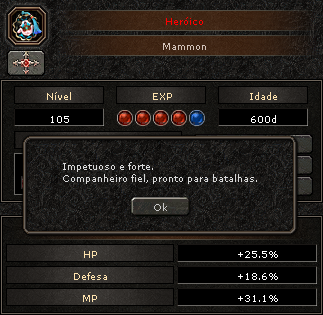 Heróico
Mammon
Nível EXP Idade
105 600d
Impetuoso e forte.
Companheiro fiel, pronto para batalhas.
Ok
HP +25.5%
Defesa +18.6%
MP +31.1%